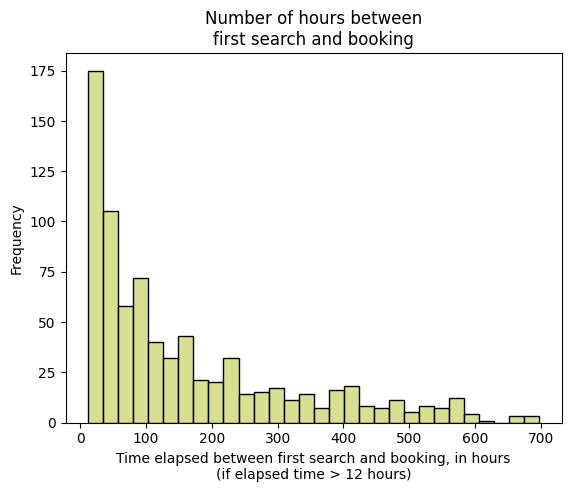 Number of hours between
first search and booking
175
150
125
100
75
50
25
0
Frequency
0 100 200 300 400 500 600 700
Time elapsed between first search and booking, in hours
(if elapsed time > 12 hours)